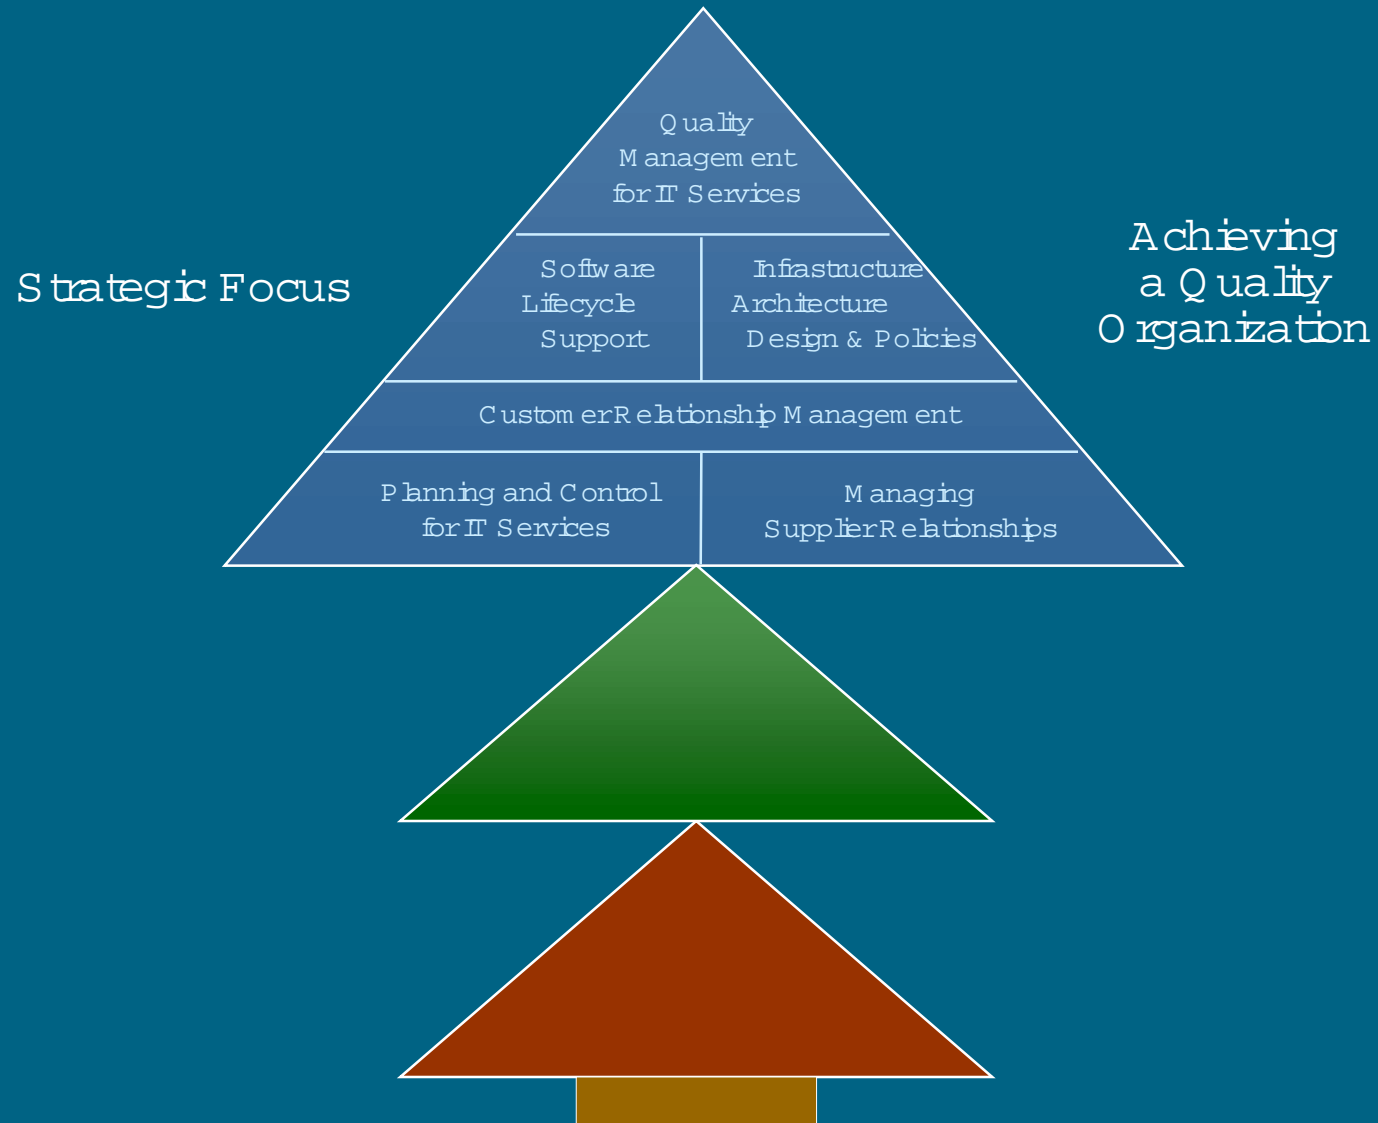 Quality
Management
for IT Services
Strategic Focus
Achieving
a Quality
Organization
Software
Lifecycle
Support
Infrastructure
Architecture
Design & Policies
Customer Relationship Management
Planning and Control
for IT Services
Managing
Supplier Relationships